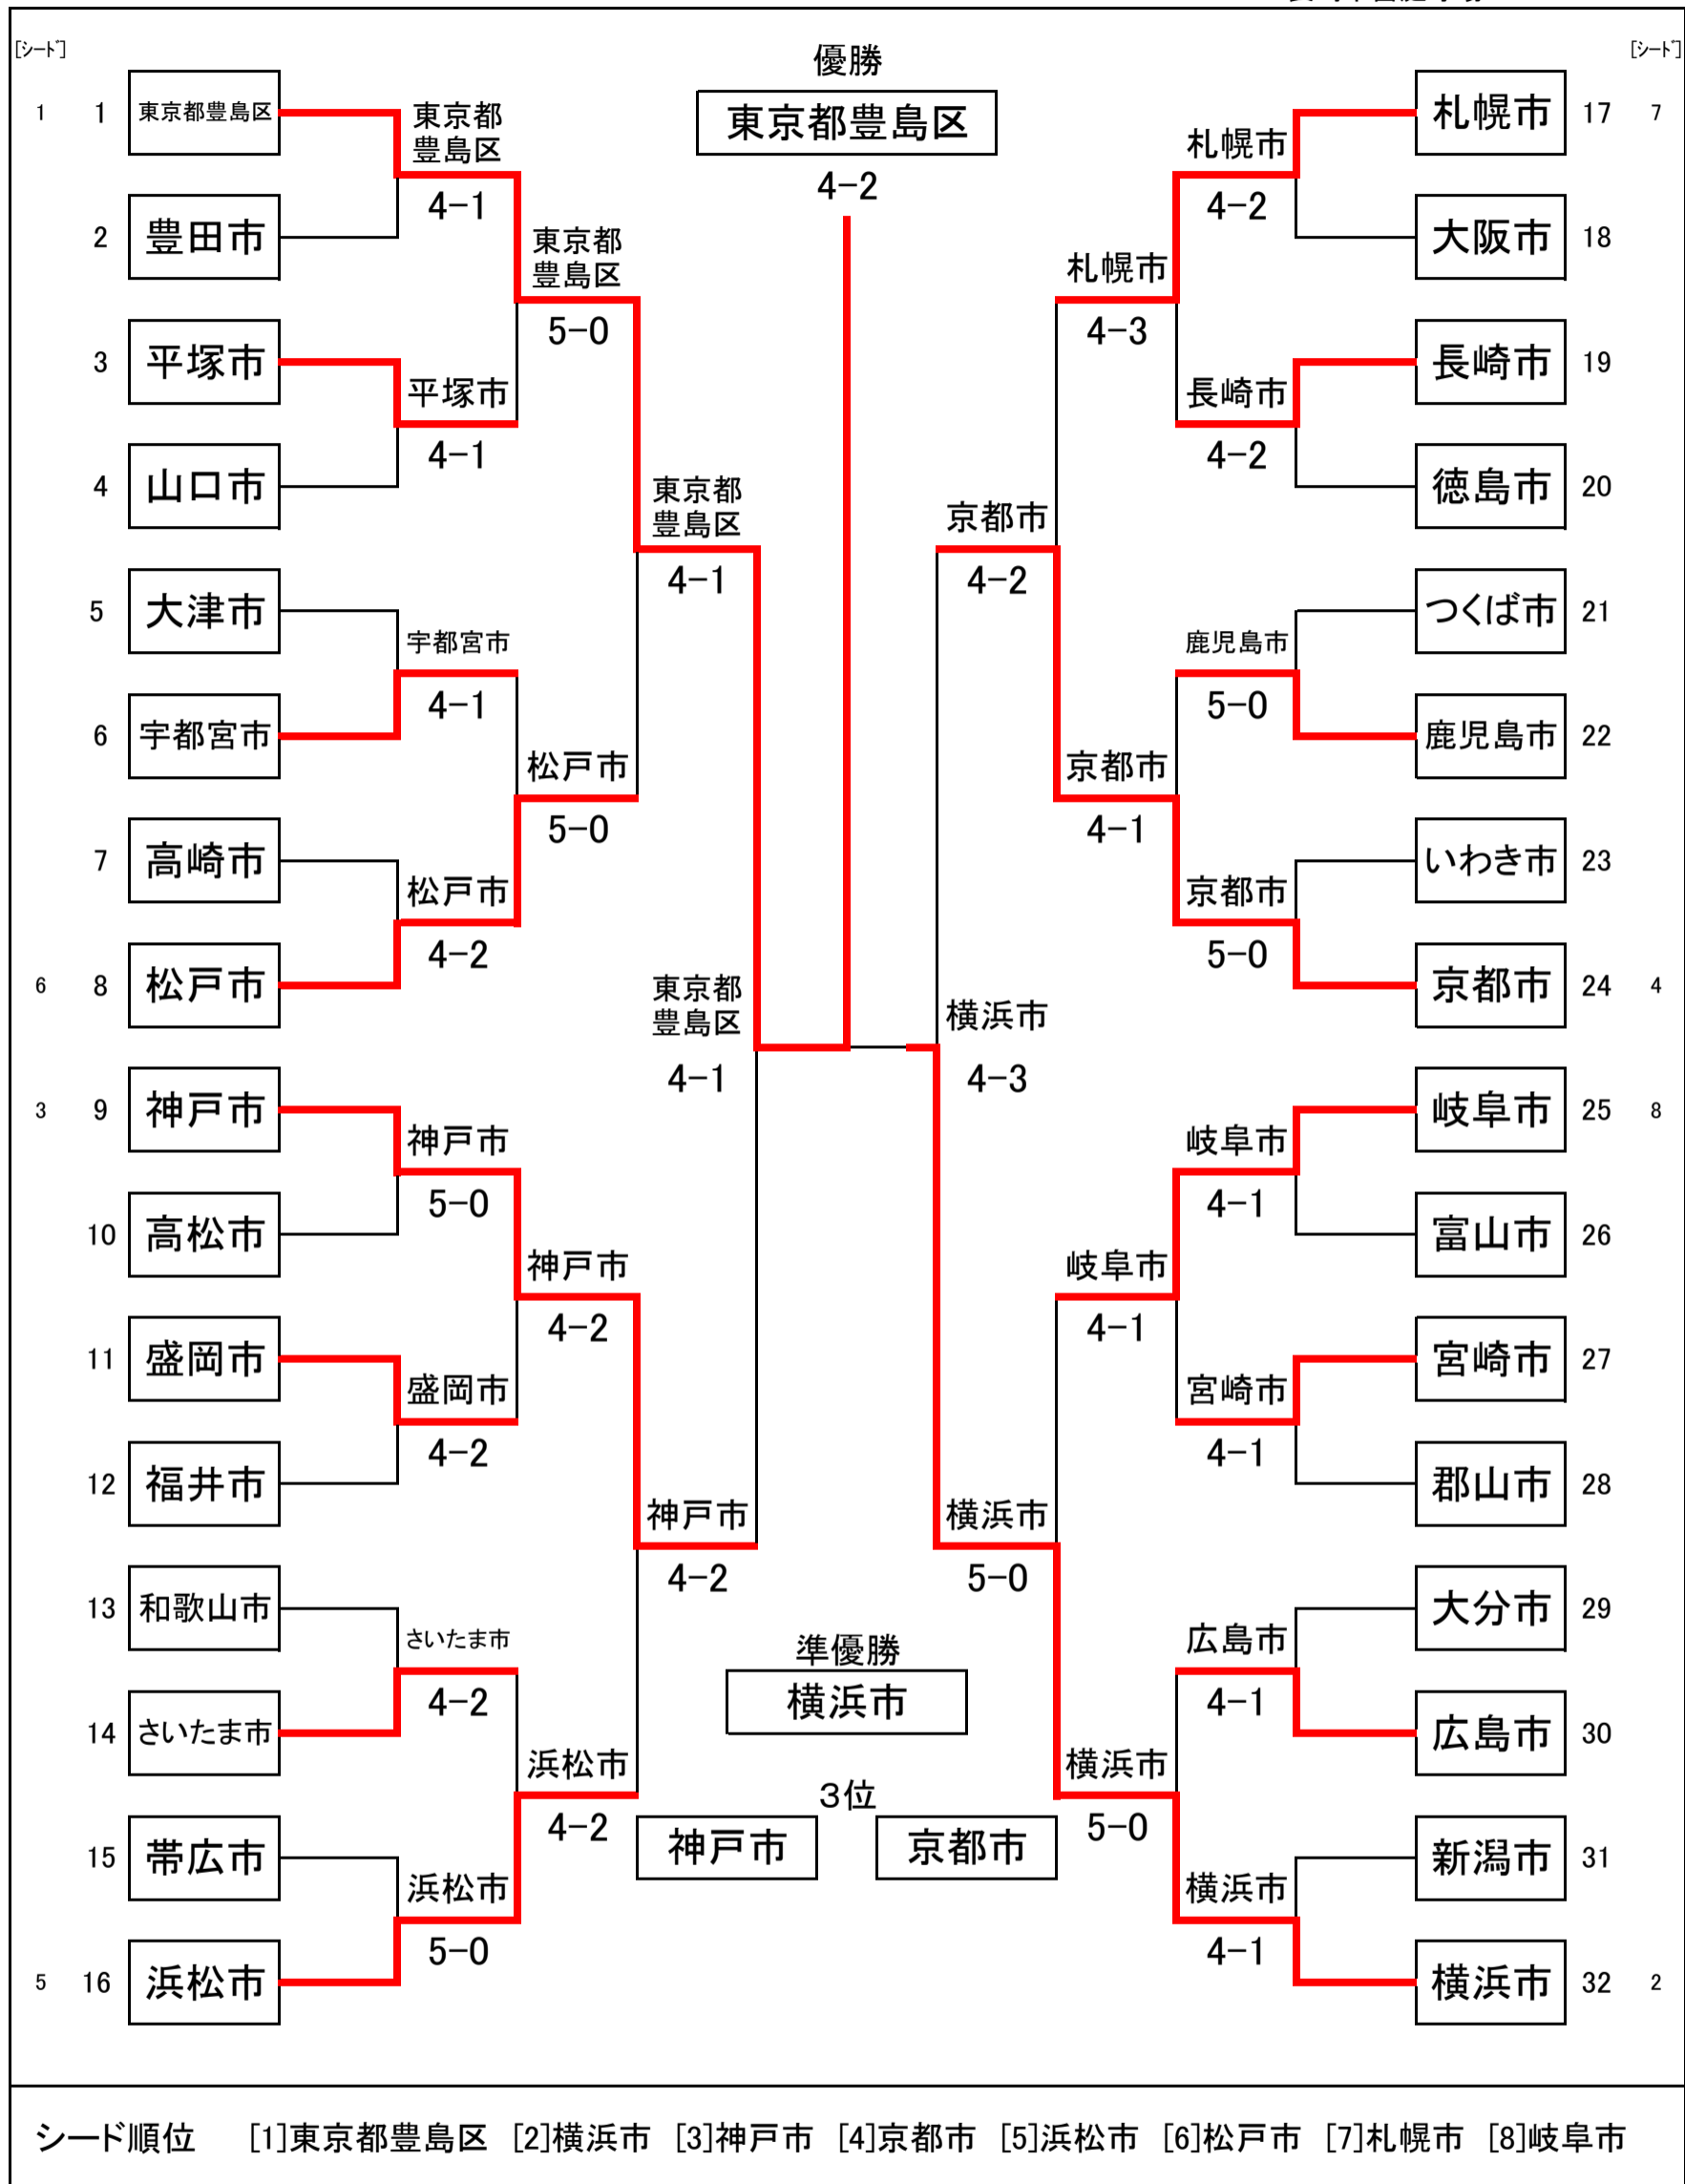 [シード]
[シード]
優勝
東京都豊島区
4-2
1 1 東京都豊島区
2 豊田市
3 平塚市
4 山口市
5 大津市
6 宇都宮市
7 高崎市
6 8 松戸市
3 9 神戸市
10 高松市
11 盛岡市
12 福井市
13 和歌山市
14 さいたま市
15 帯広市
5 16 浜松市
東京都
豊島区
4-1
平塚市
4-1
宇都宮市
4-1
松戸市
4-2
神戸市
5-0
盛岡市
4-2
さいたま市
4-2
浜松市
5-0
東京都
豊島区
5-0
松戸市
5-0
神戸市
4-2
浜松市
4-2
東京都
豊島区
4-1
神戸市
4-2
東京都
豊島区
4-1
横浜市
4-3
京都市
4-2
横浜市
5-0
札幌市
4-3
京都市
4-1
岐阜市
4-1
横浜市
5-0
札幌市
4-2
長崎市
4-2
鹿児島市
5-0
京都市
5-0
岐阜市
4-1
宮崎市
4-1
広島市
4-1
横浜市
4-1
札幌市 17 7
大阪市 18
長崎市 19
徳島市 20
つくば市 21
鹿児島市 22
いわき市 23
京都市 24 4
岐阜市 25 8
富山市 26
宮崎市 27
郡山市 28
大分市 29
広島市 30
新潟市 31
横浜市 32 2
準優勝
横浜市
3位
神戸市 京都市
シード順位 [1]東京都豊島区 [2]横浜市 [3]神戸市 [4]京都市 [5]浜松市 [6]松戸市 [7]札幌市 [8]岐阜市